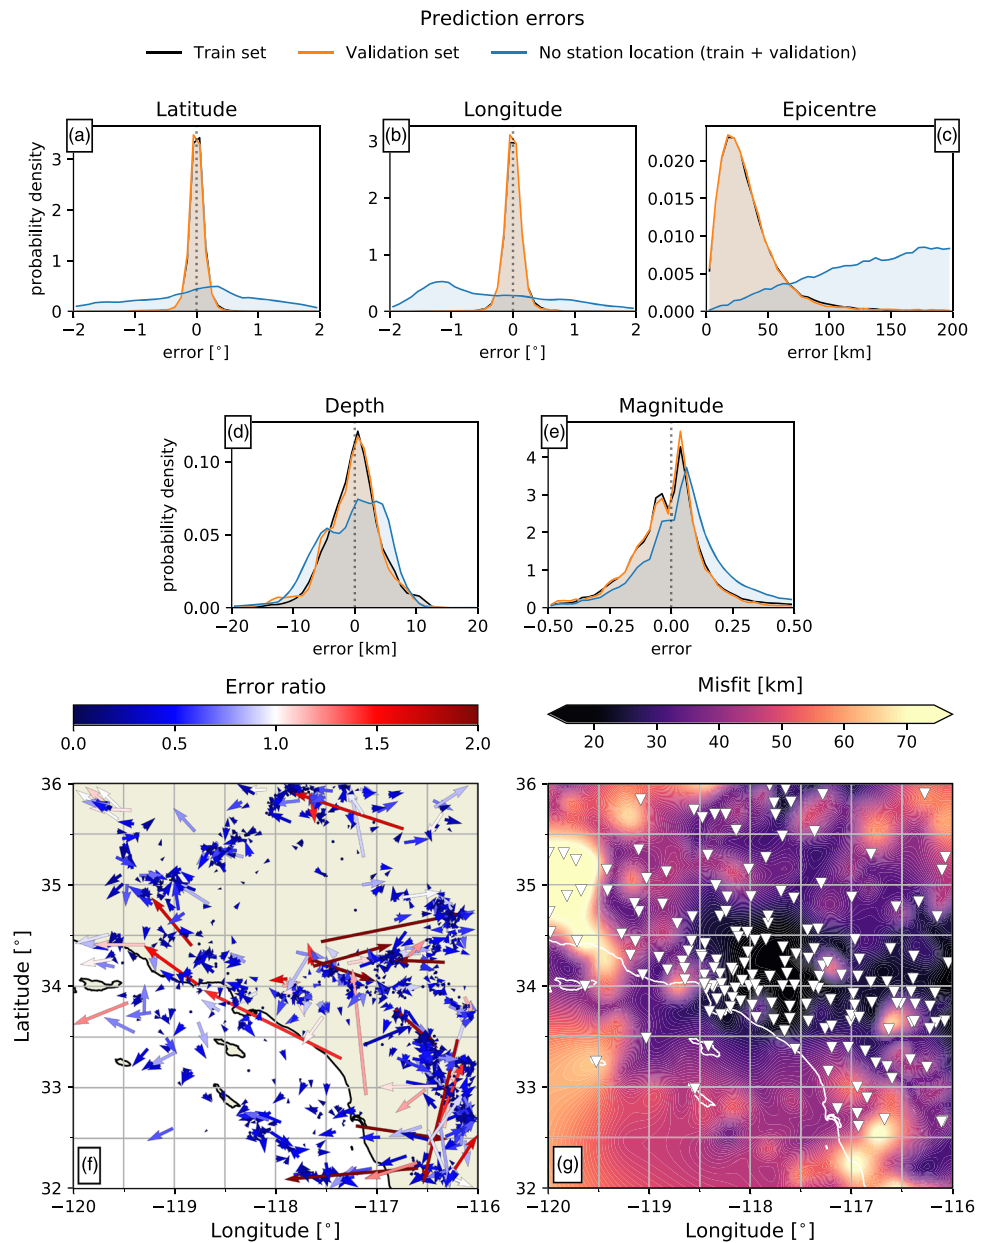 Prediction errors
Train set Validation set No station location (train + validation)
Latitude Longitude Epicentre
(a) (b) (c)
probability density
3
2
1
0
−2 −1 0 1 2
error [°]
3
2
1
0
−2 −1 0 1 2
error [°]
0.020
0.015
0.010
0.005
0.000
0 50 100 150 200
error [km]
Depth Magnitude
(d) (e)
probability density
0.10
0.05
0.00
−20 −10 0 10 20
error [km]
4
3
2
1
0
−0.50 −0.25 0.00 0.25 0.50
error
Error ratio
0.0 0.5 1.0 1.5 2.0
Misfit [km]
20 30 40 50 60 70
Latitude [°]
36
35
34
33
32
(f)
−120 −119 −118 −117 −116
Longitude [°]
36
35
34
33
32
(g)
−120 −119 −118 −117 −116
Longitude [°]